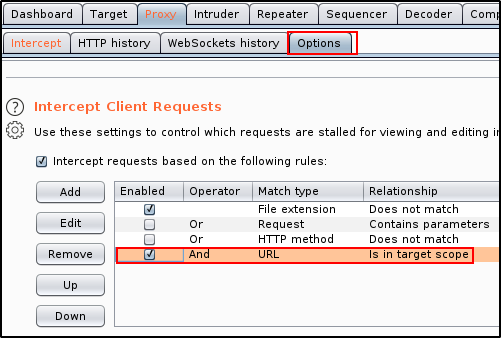 Dashboard Target Proxy Intruder Repeater Sequencer Decoder
Intercept HTTP history WebSockets history Options
Intercept Client Requests
Use these settings to control which requests are stalled for viewing and editing
Intercept requests based on the following rules:
Add
Edit
Remove
Up
Down
Enabled Operator Match type Relationship
File extension Does not match
Or Request Contains parameters
Or HTTP method Does not match
And URL Is in target scope